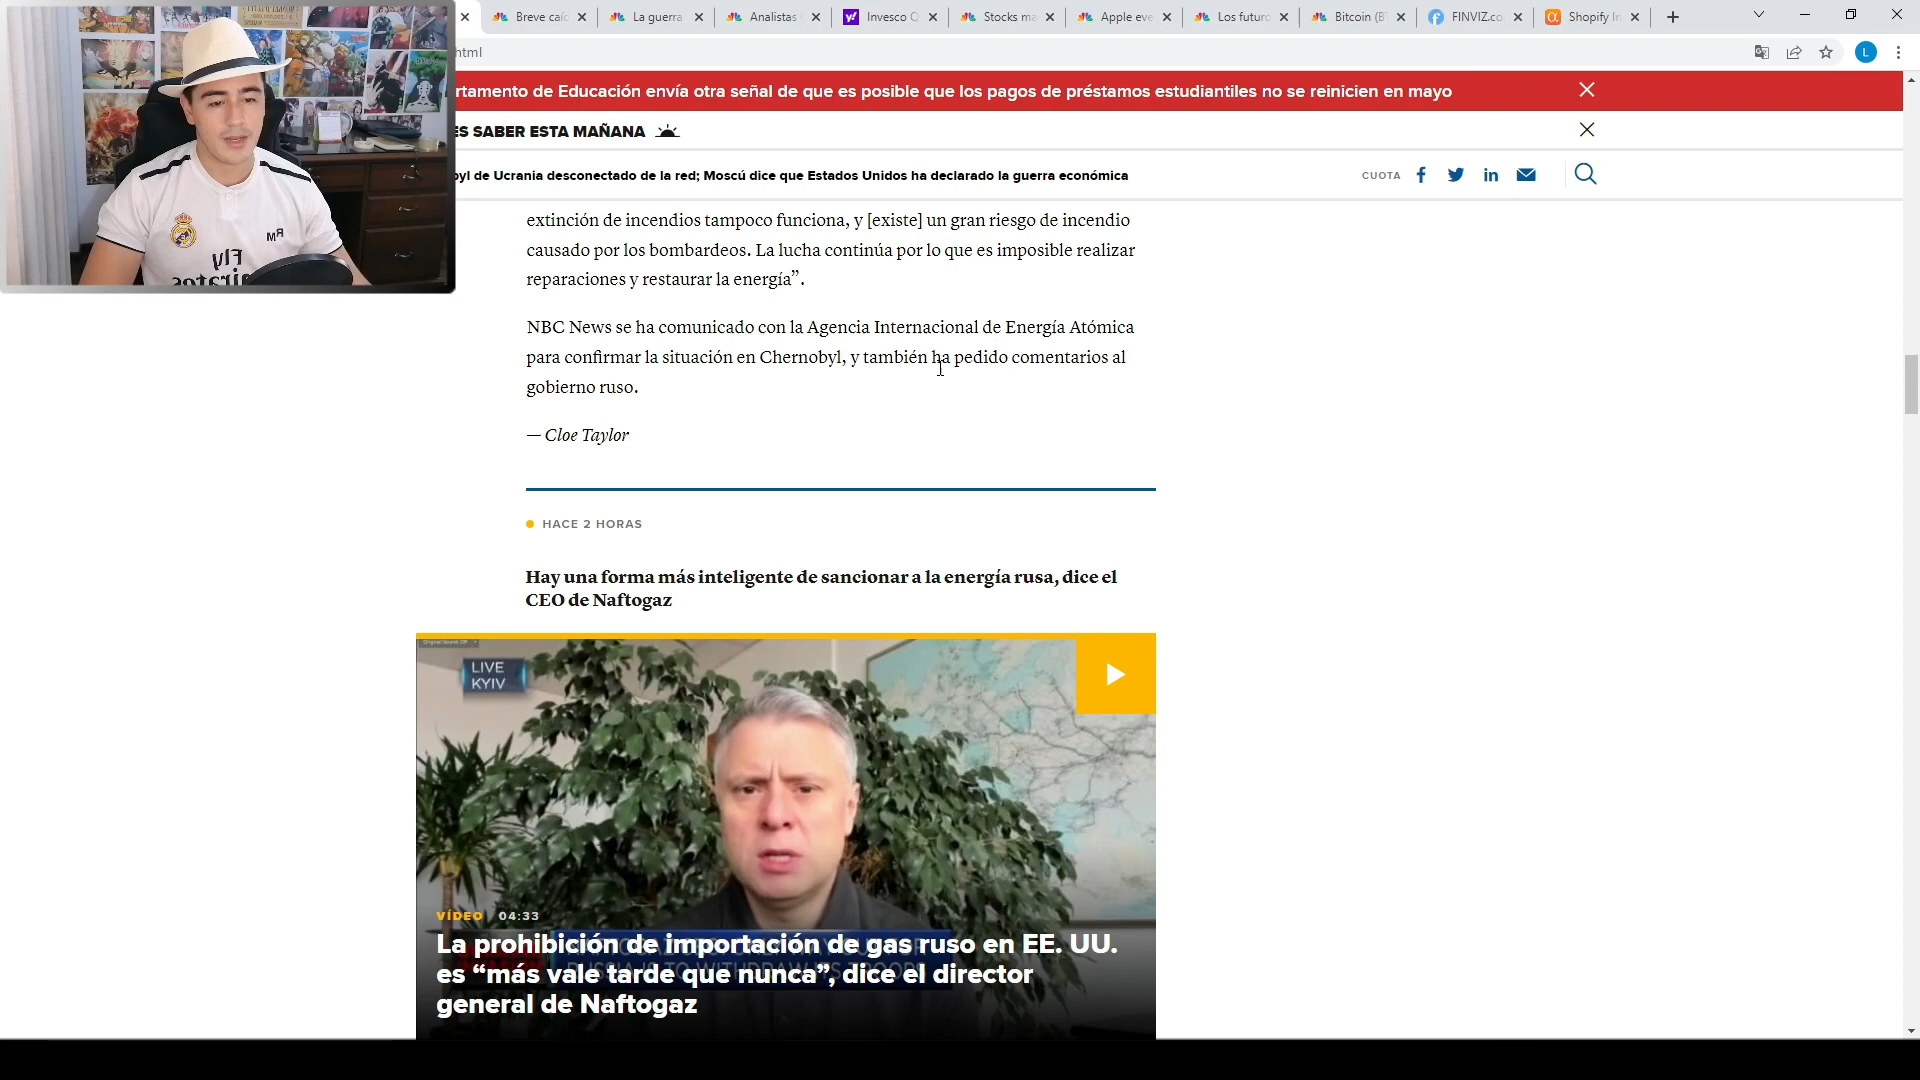 Breve caíd
La guerra
Analistas
Invesco Q
Stocks ma
Apple eve
Los futuro
Bitcoin (BT
FINVIZ.co
Shopify In
html
L
rtamento de Educación envía otra señal de que es posible que los pagos de préstamos estudiantiles no se reinicien en mayo
ES SABER ESTA MAÑANA
byl de Ucrania desconectado de la red; Moscú dice que Estados Unidos ha declarado la guerra económica
CUOTA
extinción de incendios tampoco funciona, y [existe] un gran riesgo de incendio
causado por los bombardeos. La lucha continúa por lo que es imposible realizar
reparaciones y restaurar la energía”.
NBC News se ha comunicado con la Agencia Internacional de Energía Atómica
para confirmar la situación en Chernobyl, y también ha pedido comentarios al
gobierno ruso.
— Cloe Taylor
HACE 2 HORAS
Hay una forma más inteligente de sancionar a la energía rusa, dice el
CEO de Naftogaz
LIVE
KYIV
VÍDEO 04:33
La prohibición de importación de gas ruso en EE. UU.
es “más vale tarde que nunca”, dice el director
general de Naftogaz